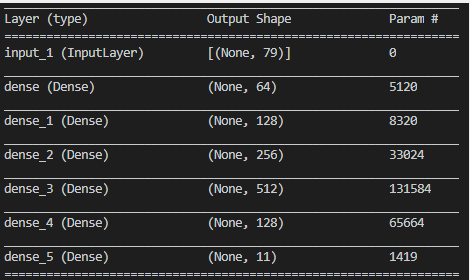 Layer (type) Output Shape Param #
input_1 (InputLayer) [(None, 79)] 0
dense (Dense) (None, 64) 5120
dense_1 (Dense) (None, 128) 8320
dense_2 (Dense) (None, 256) 33024
dense_3 (Dense) (None, 512) 131584
dense_4 (Dense) (None, 128) 65664
dense_5 (Dense) (None, 11) 1419